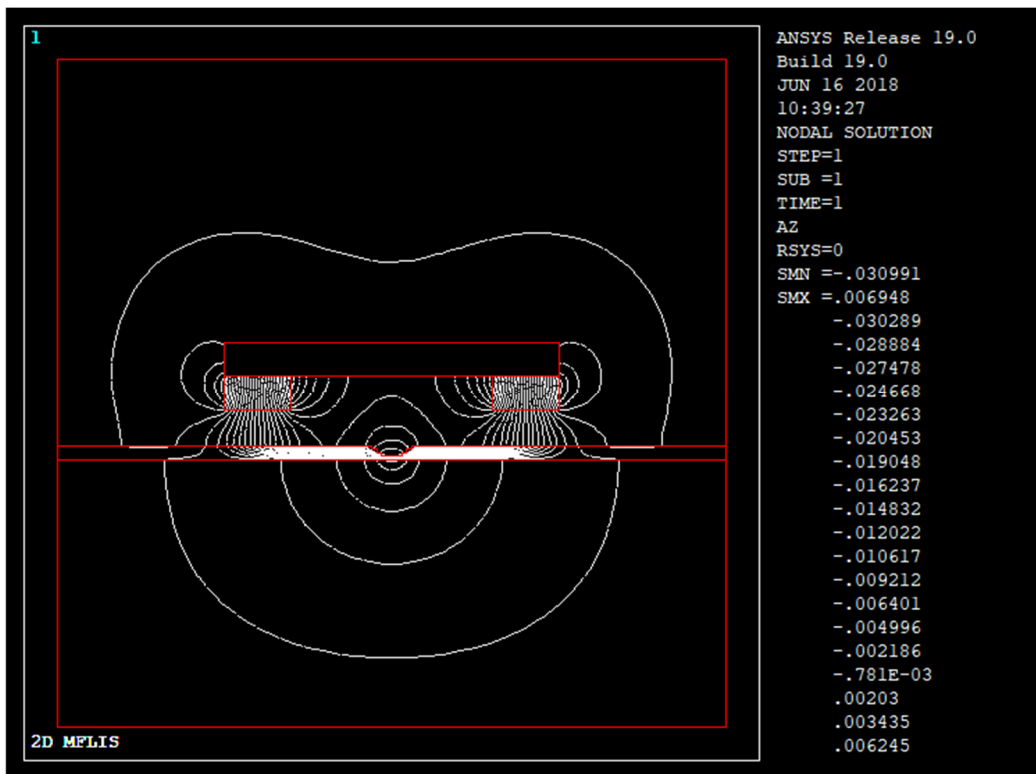 1
ANSYS Release 19.0
Build 19.0
JUN 16 2018
10:39:27
NODAL SOLUTION
STEP=1
SUB =1
TIME=1
AZ
RSYS=0
SMN =-.030991
SMX =.006948
-.030289
-.028884
-.027478
-.024668
-.023263
-.020453
-.019048
-.016237
-.014832
-.012022
-.010617
-.009212
-.006401
-.004996
-.002186
-.781E-03
.00203
.003435
.006245
2D MFLIS